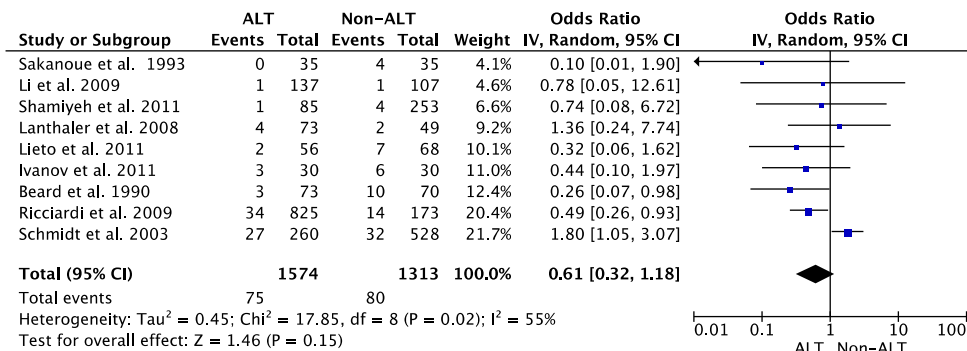 ALT Non-ALT Odds Ratio Odds Ratio
Study or Subgroup Events Total Events Total Weight IV, Random, 95% CI IV, Random, 95% CI
Sakanoue et al. 1993 0 35 4 35 4.1% 0.10 [0.01, 1.90]
Li et al. 2009 1 137 1 107 4.6% 0.78 [0.05, 12.61]
Shamiyeh et al. 2011 1 85 4 253 6.6% 0.74 [0.08, 6.72]
Lanthaler et al. 2008 4 73 2 49 9.2% 1.36 [0.24, 7.74]
Lieto et al. 2011 2 56 7 68 10.1% 0.32 [0.06, 1.62]
Ivanov et al. 2011 3 30 6 30 11.0% 0.44 [0.10, 1.97]
Beard et al. 1990 3 73 10 70 12.4% 0.26 [0.07, 0.98]
Ricciardi et al. 2009 34 825 14 173 20.4% 0.49 [0.26, 0.93]
Schmidt et al. 2003 27 260 32 528 21.7% 1.80 [1.05, 3.07]
Total (95% CI) 1574 1313 100.0% 0.61 [0.32, 1.18]
Total events 75 80
Heterogeneity: Tau² = 0.45; Chi² = 17.85, df = 8 (P = 0.02); I² = 55%
Test for overall effect: Z = 1.46 (P = 0.15)
0.01 0.1 1 10 100
ALT Non-ALT